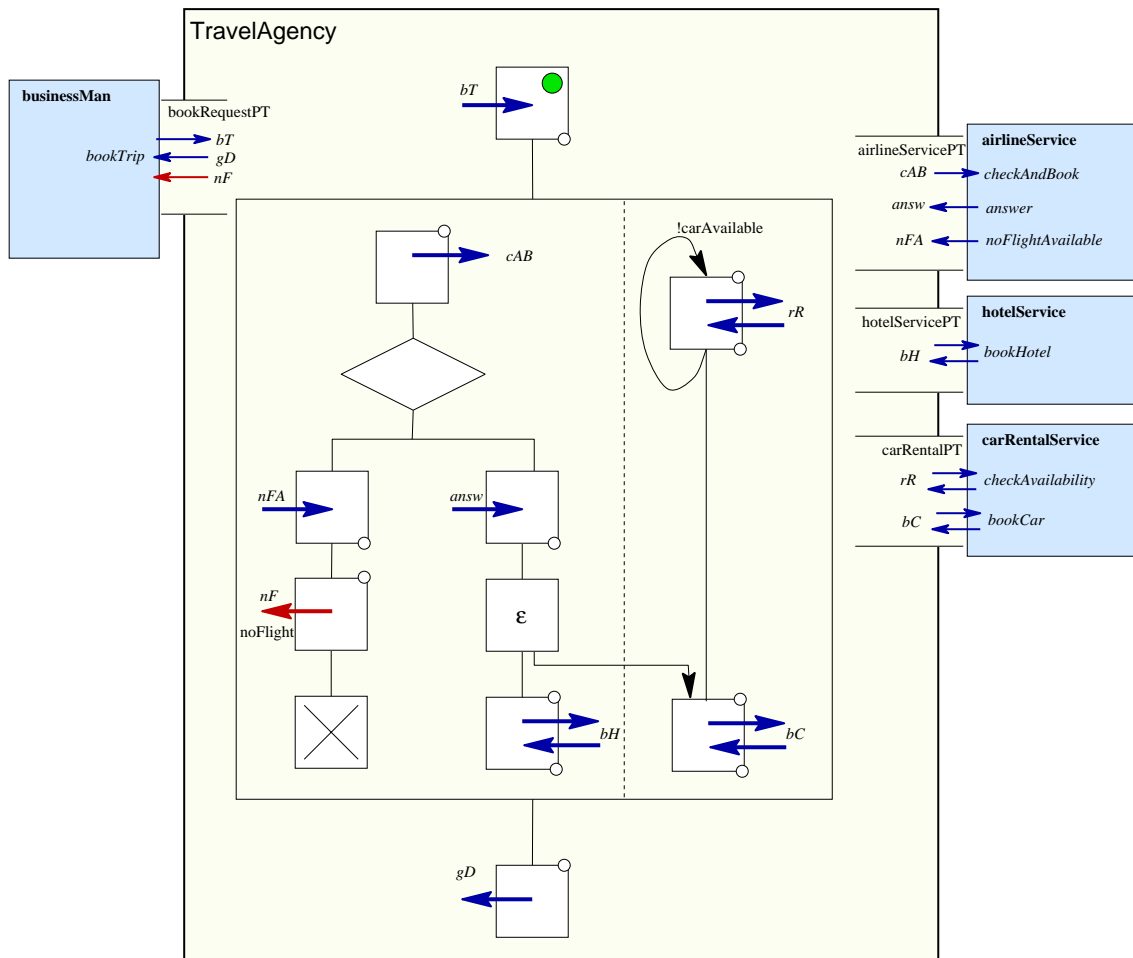 TravelAgency
businessMan
bookRequestPT
bT
bookTrip
gD
nF
bT
airlineServicePT
airlineService
cAB
checkAndBook
answ
answer
nFA
noFlightAvailable
hotelServicePT
hotelService
bH
bookHotel
carRentalPT
carRentalService
rR
checkAvailability
bC
bookCar
cAB
!carAvailable
rR
nFA
answ
nF
noFlight
ε
bH
bC
gD